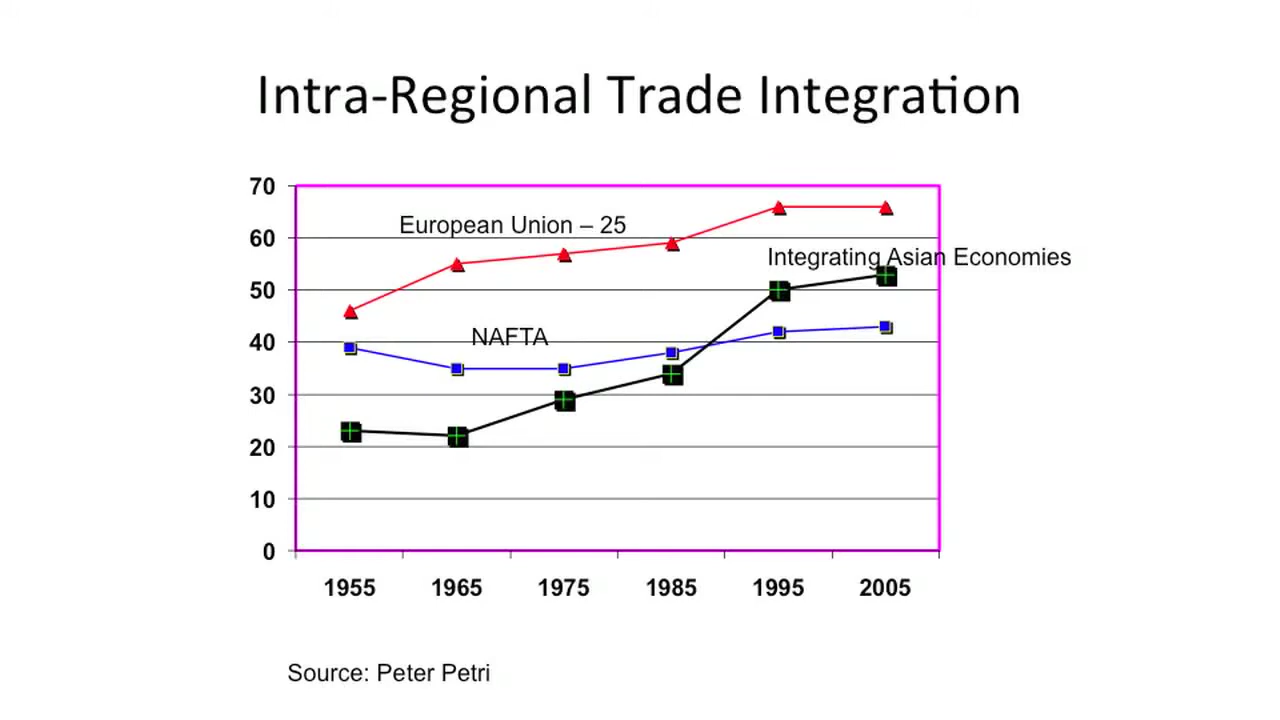 Intra-Regional Trade Integration
70
European Union – 25
60
Integrating Asian Economies
50
NAFTA
40
30
20
10
0
1955 1965 1975 1985 1995 2005
Source: Peter Petri